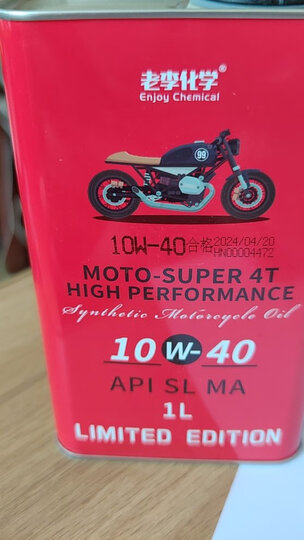 老李化学®
Enjoy Chemical
99
10W-40合格2024/04/20
HN00004472
MOTO-SUPER 4T
HIGH PERFORMANCE
Synthetic Motorcycle Oil
10 W- 40
API SL MA
1L
LIMITED EDITION